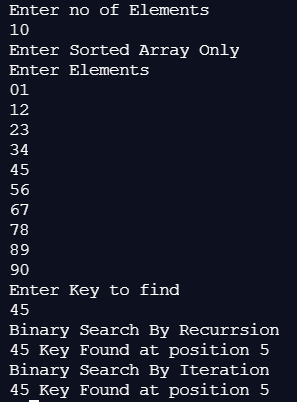 Enter no of Elements
10
Enter Sorted Array Only
Enter Elements
01
12
23
34
45
56
67
78
89
90
Enter Key to find
45
Binary Search By Recurrsion
45 Key Found at position 5
Binary Search By Iteration
45 Key Found at position 5